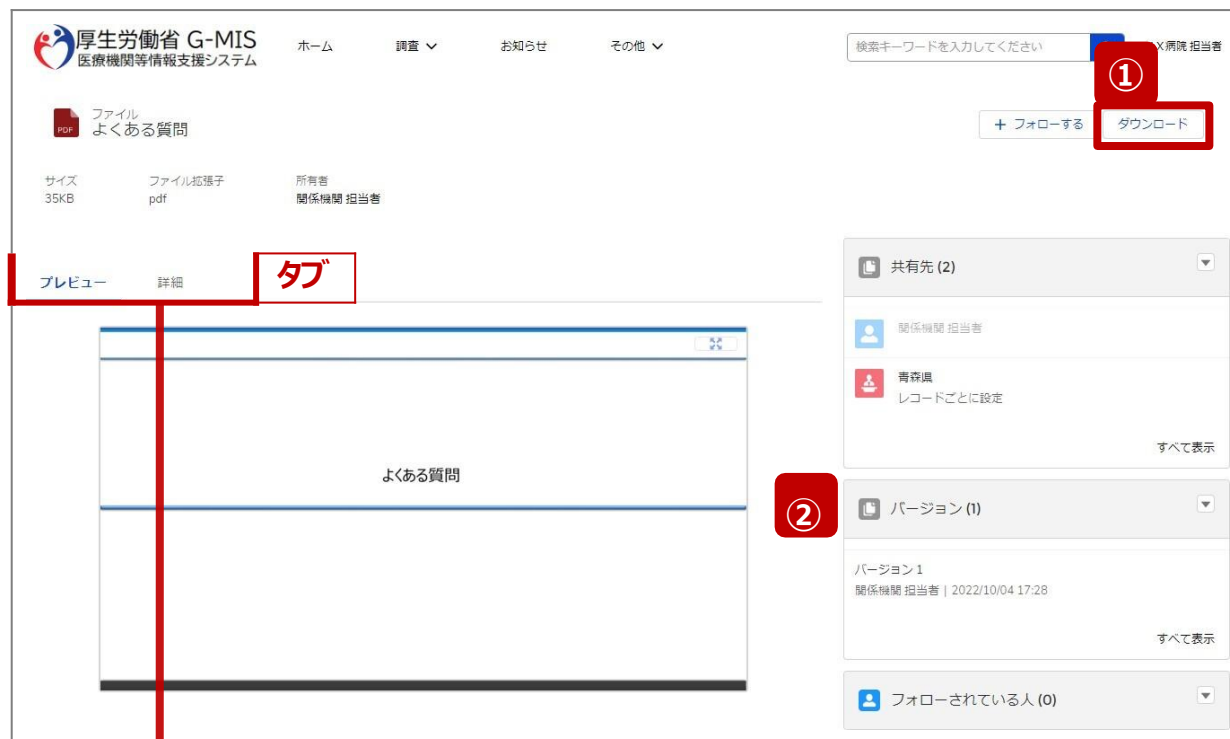 厚生労働省 G-MIS
医療機関等情報支援システム
ホーム
調査
お知らせ
その他
検索キーワードを入力してください
X病院 担当者
①
PDF
ファイル
よくある質問
+ フォローする
ダウンロード
サイズ
35KB
ファイル拡張子
pdf
所有者
関係機関 担当者
プレビュー
詳細
タブ
よくある質問
共有先 (2)
関係機関 担当者
青森県
レコードごとに設定
すべて表示
②
バージョン (1)
バージョン 1
関係機関 担当者 | 2022/10/04 17:28
すべて表示
フォローされている人 (0)